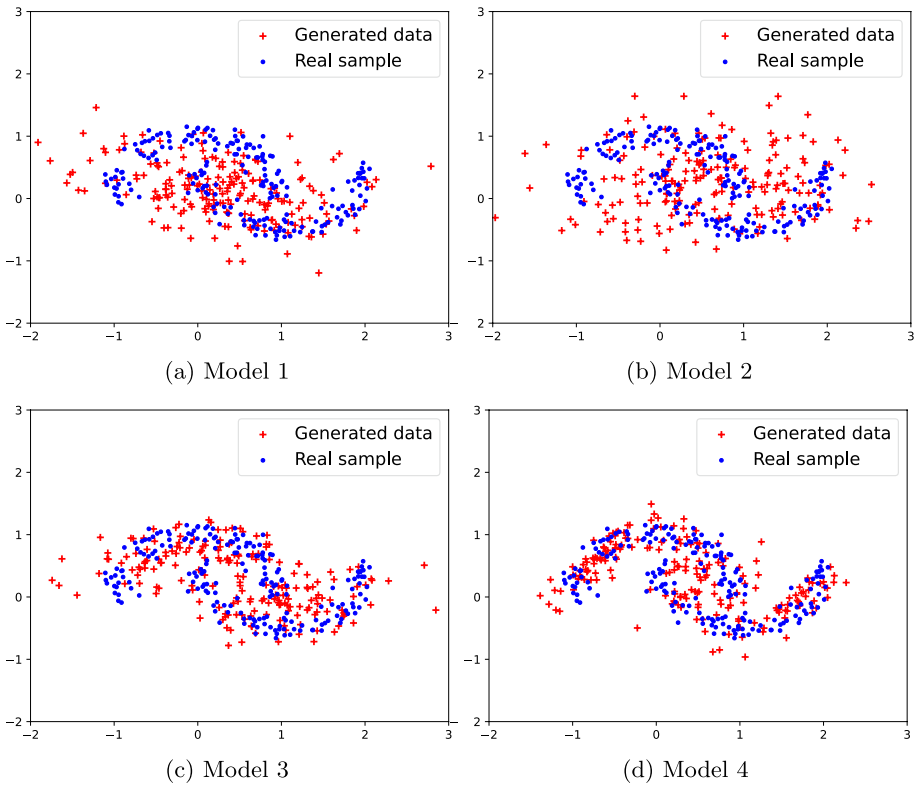 3
2
1
0
−1
−2
−2 −1 0 1 2 3
Generated data
Real sample
(a) Model 1
3
2
1
0
1
2
−2 −1 0 1 2 3
Generated data
Real sample
(b) Model 2
3
2
1
0
−1
−2
−2 −1 0 1 2 3
Generated data
Real sample
(c) Model 3
3
2
1
0
1
2
−2 −1 0 1 2 3
Generated data
Real sample
(d) Model 4